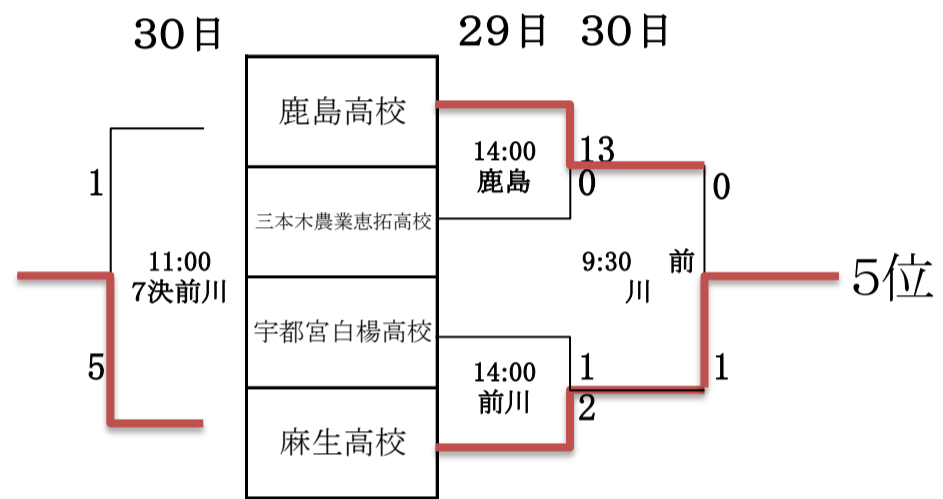 30日
29日 30日
鹿島高校
三本木農業恵拓高校
宇都宮白楊高校
麻生高校
1
11:00
7決前川
5
14:00
鹿島
13
0
14:00
前川
1
2
9:30 前
川
0
1
5位